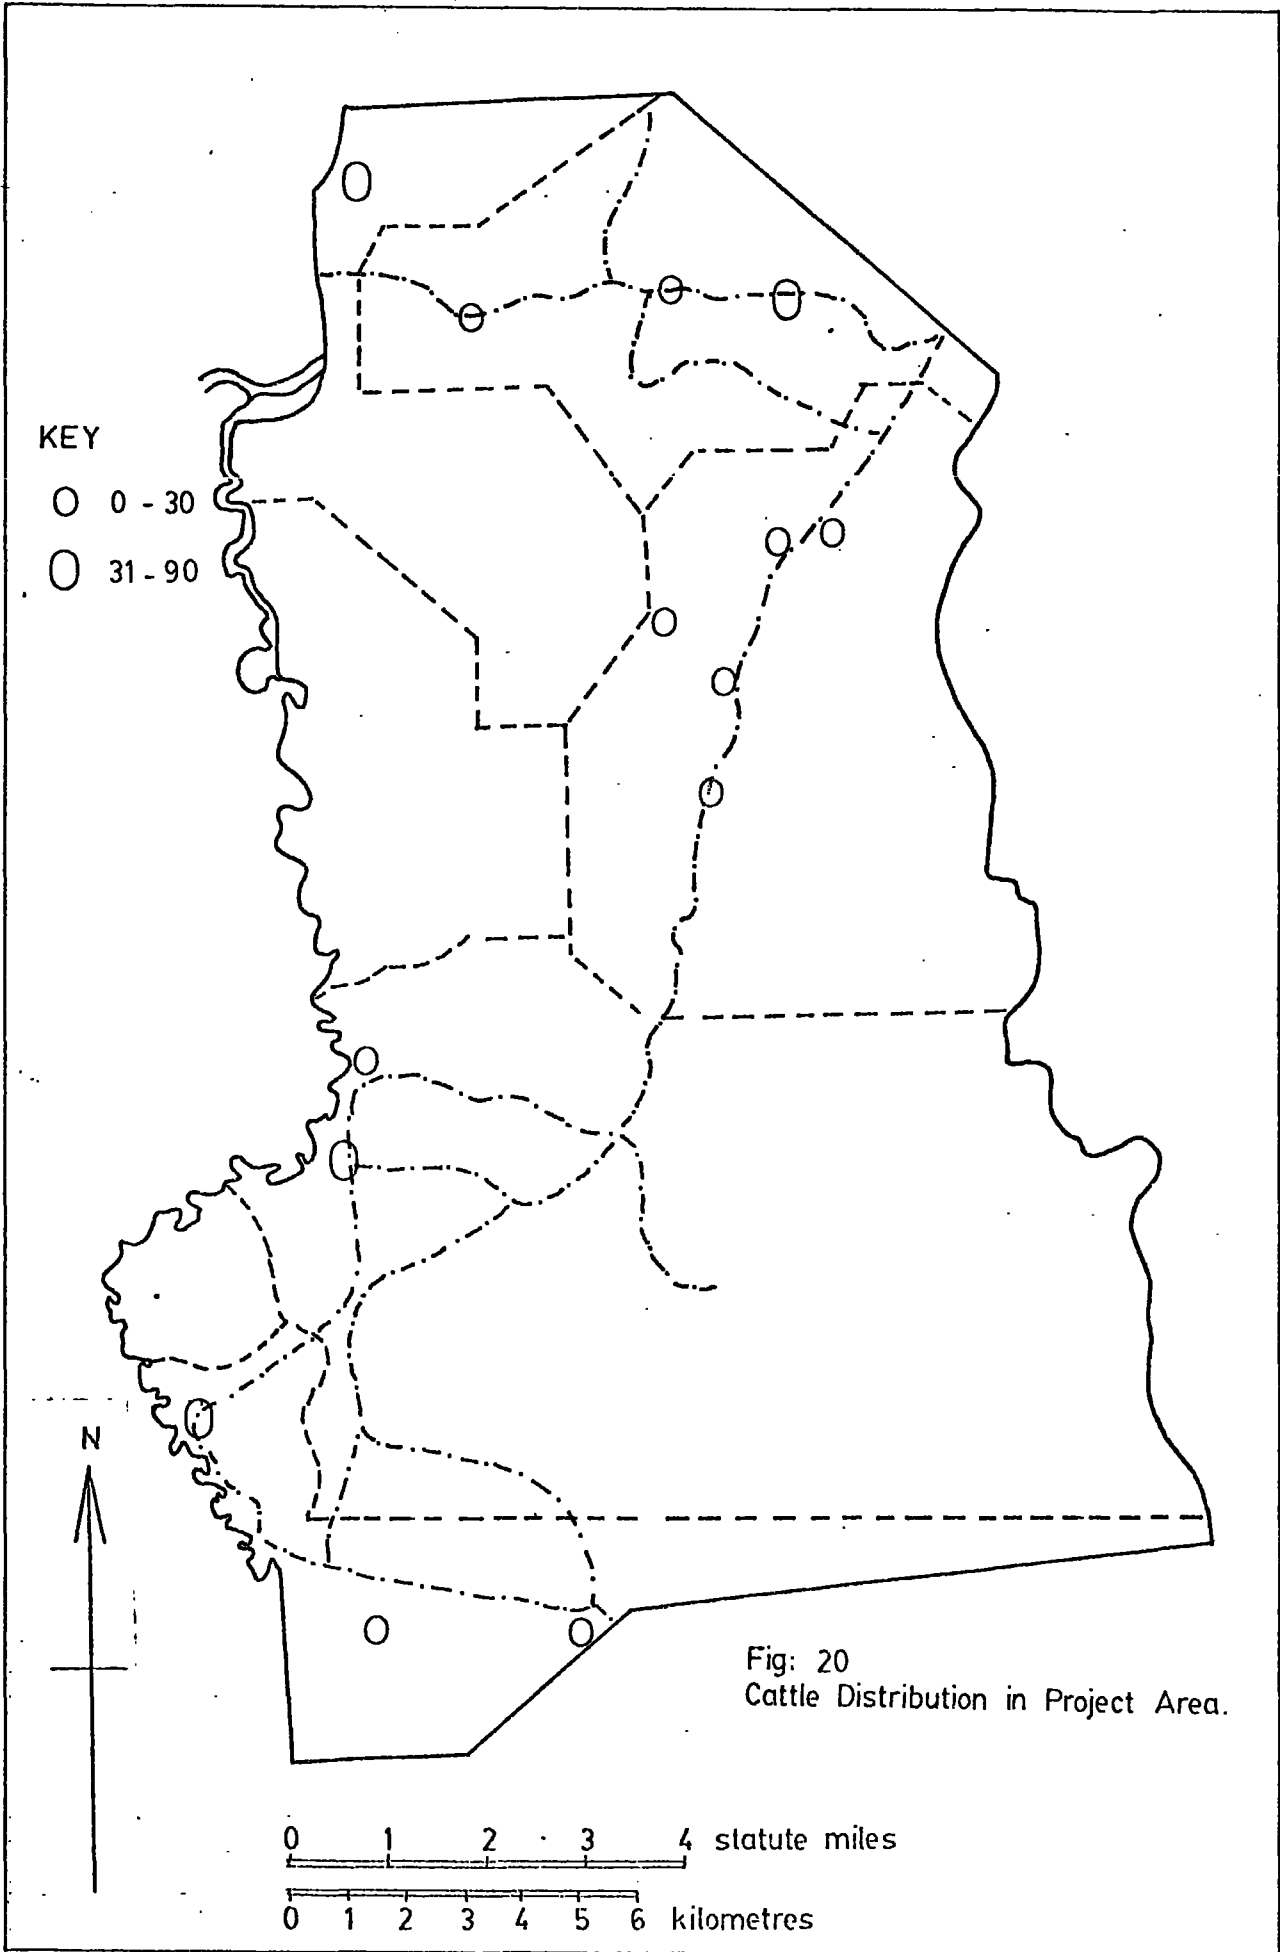 KEY
0 - 30
31 - 90
N
Fig: 20
Cattle Distribution in Project Area.
0 1 2 3 4 statute miles
0 1 2 3 4 5 6 kilometres